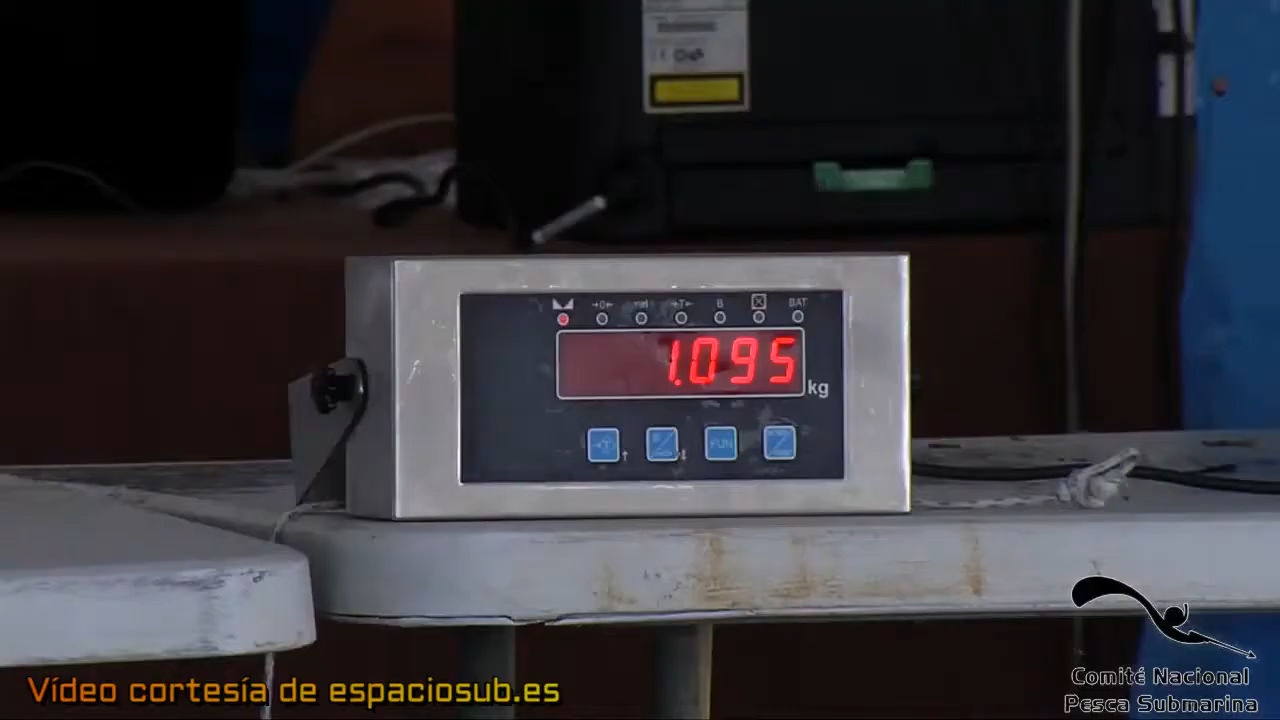 BAT
B
1.095
kg
FUN
Vídeo cortesía de espaciosub.es
Comité Nacional
Pesca Submarina